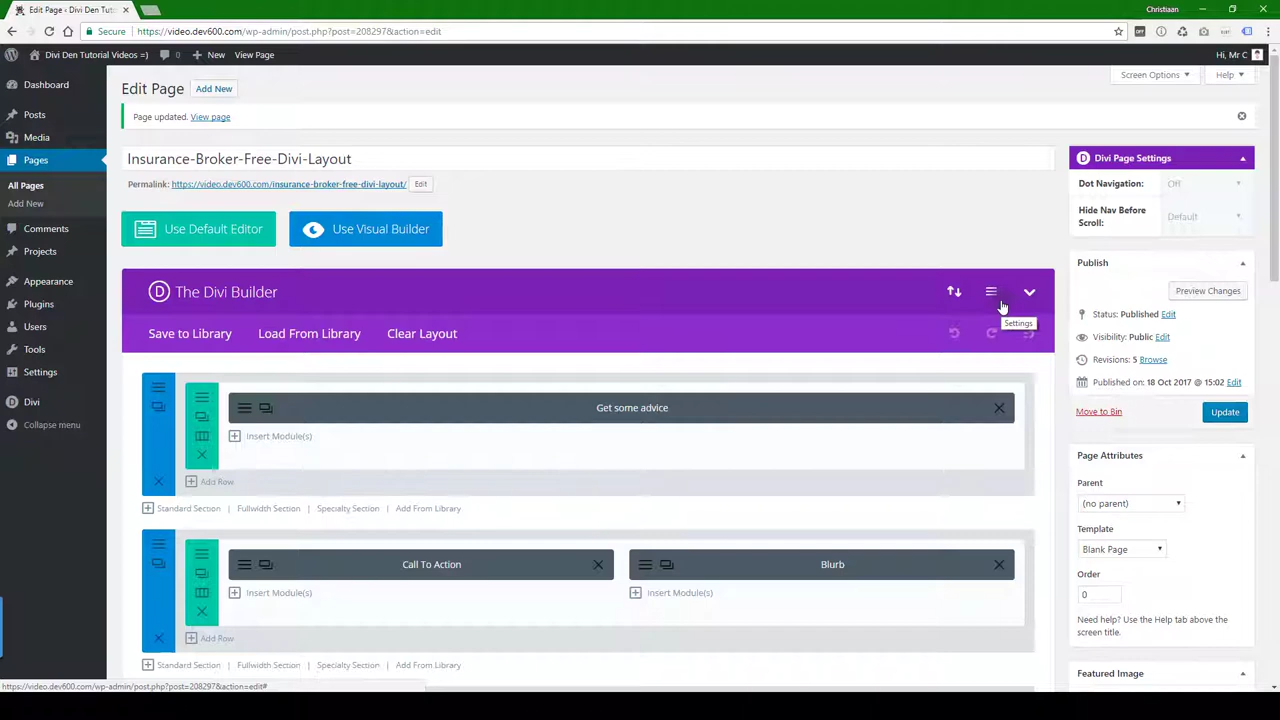 Edit Page ‹ Divi Den Tut
Christiaan
Secure
https://video.dev600.com/wp-admin/post.php?post=208297&action=edit
Divi Den Tutorial Videos =)
0
New
View Page
Hi, Mr C
Dashboard
Posts
Media
Pages
All Pages
Add New
Comments
Projects
Appearance
Plugins
Users
Tools
Settings
Divi
Collapse menu
Edit Page
Add New
Screen Options
Help
Page updated. View page
Insurance-Broker-Free-Divi-Layout
Permalink: https://video.dev600.com/insurance-broker-free-divi-layout/
Edit
Use Default Editor
Use Visual Builder
The Divi Builder
Settings
Save to Library
Load From Library
Clear Layout
Get some advice
Insert Module(s)
Add Row
Standard Section | Fullwidth Section | Specialty Section | Add From Library
Call To Action
Blurb
Insert Module(s)
Insert Module(s)
Add Row
Standard Section | Fullwidth Section | Specialty Section | Add From Library
Divi Page Settings
Dot Navigation:
Off
Hide Nav Before
Scroll:
Default
Publish
Preview Changes
Status: Published Edit
Visibility: Public Edit
Revisions: 5 Browse
Published on: 18 Oct 2017 @ 15:02 Edit
Move to Bin
Update
Page Attributes
Parent
(no parent)
Template
Blank Page
Order
0
Need help? Use the Help tab above the
screen title.
Featured Image
https://video.dev600.com/wp-admin/post.php?post=208297&action=edit#